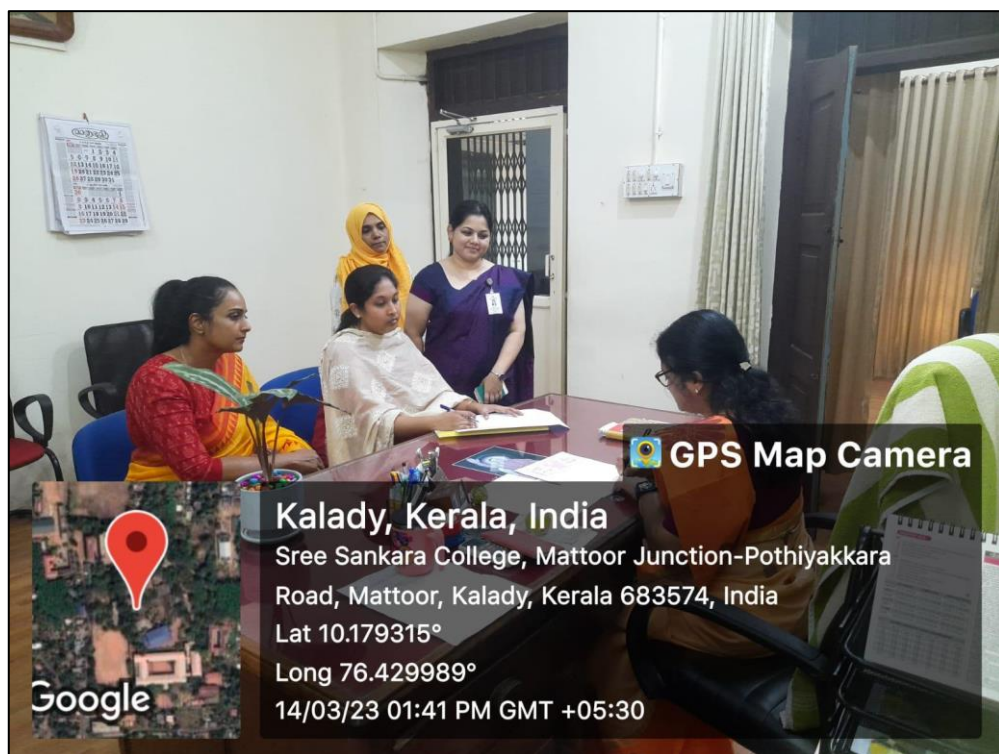 മാതൃഭൂമി
GPS Map Camera
Kalady, Kerala, India
Sree Sankara College, Mattoor Junction-Pothiyakkara
Road, Mattoor, Kalady, Kerala 683574, India
Lat 10.179315°
Long 76.429989°
14/03/23 01:41 PM GMT +05:30
Google